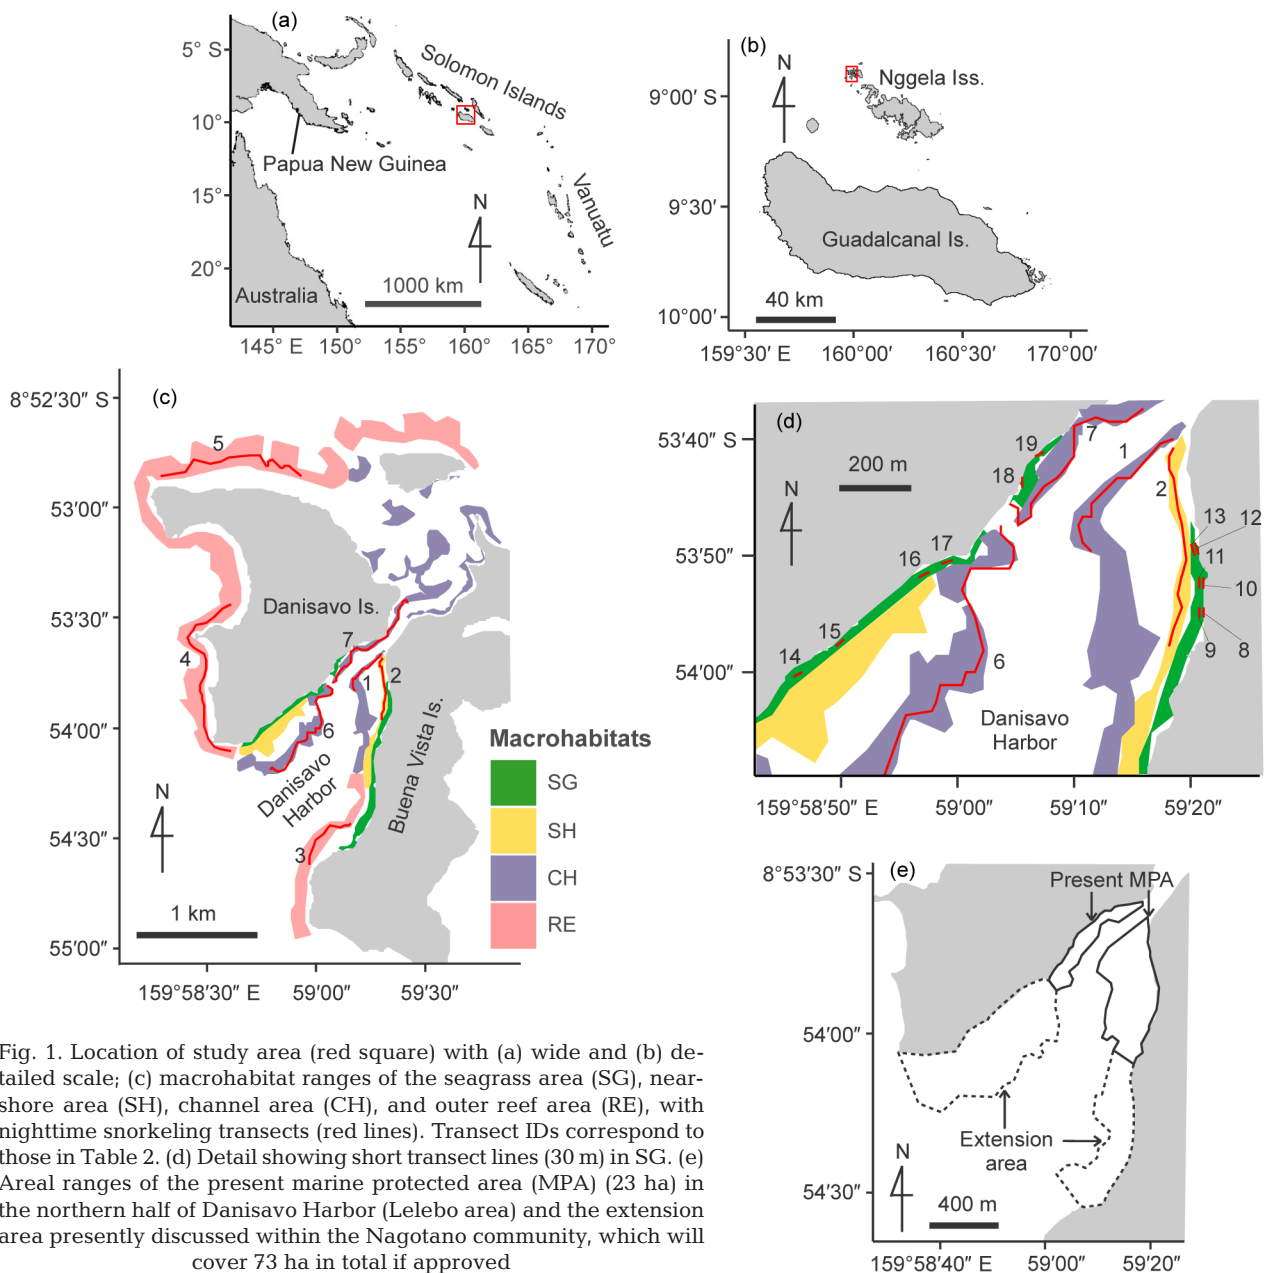 (a)
5° S
10°
15°
20°
Solomon Islands
Papua New Guinea
Vanuatu
N
Australia
1000 km
145° E
150°
155°
160°
165°
170°
(b)
N
Nggela Iss.
9°00′ S
9°30′
10°00′
Guadalcanal Is.
40 km
159°30′ E
160°00′
160°30′
170°00′
(c)
8°52′30″ S
53′00″
53′30″
54′00″
54′30″
55′00″
5
Danisavo Is.
4
7
1
2
6
Danisavo
Harbor
Buena Vista Is.
3
N
1 km
159°58′30″ E
59′00″
59′30″
Macrohabitats
SG
SH
CH
RE
(d)
53′40″ S
53′50″
54′00″
200 m
N
19
18
7
1
2
13
12
11
10
17
16
15
14
9
8
6
Danisavo
Harbor
159°58′50″ E
59′00″
59′10″
59′20″
(e)
8°53′30″ S
54′00″
54′30″
Present MPA
Extension
area
N
400 m
159°58′40″ E
59′00″
59′20″
Fig. 1. Location of study area (red square) with (a) wide and (b) de-
tailed scale; (c) macrohabitat ranges of the seagrass area (SG), near-
shore area (SH), channel area (CH), and outer reef area (RE), with
nighttime snorkeling transects (red lines). Transect IDs correspond to
those in Table 2. (d) Detail showing short transect lines (30 m) in SG. (e)
Areal ranges of the present marine protected area (MPA) (23 ha) in
the northern half of Danisavo Harbor (Lelebo area) and the extension
area presently discussed within the Nagotano community, which will
cover 73 ha in total if approved